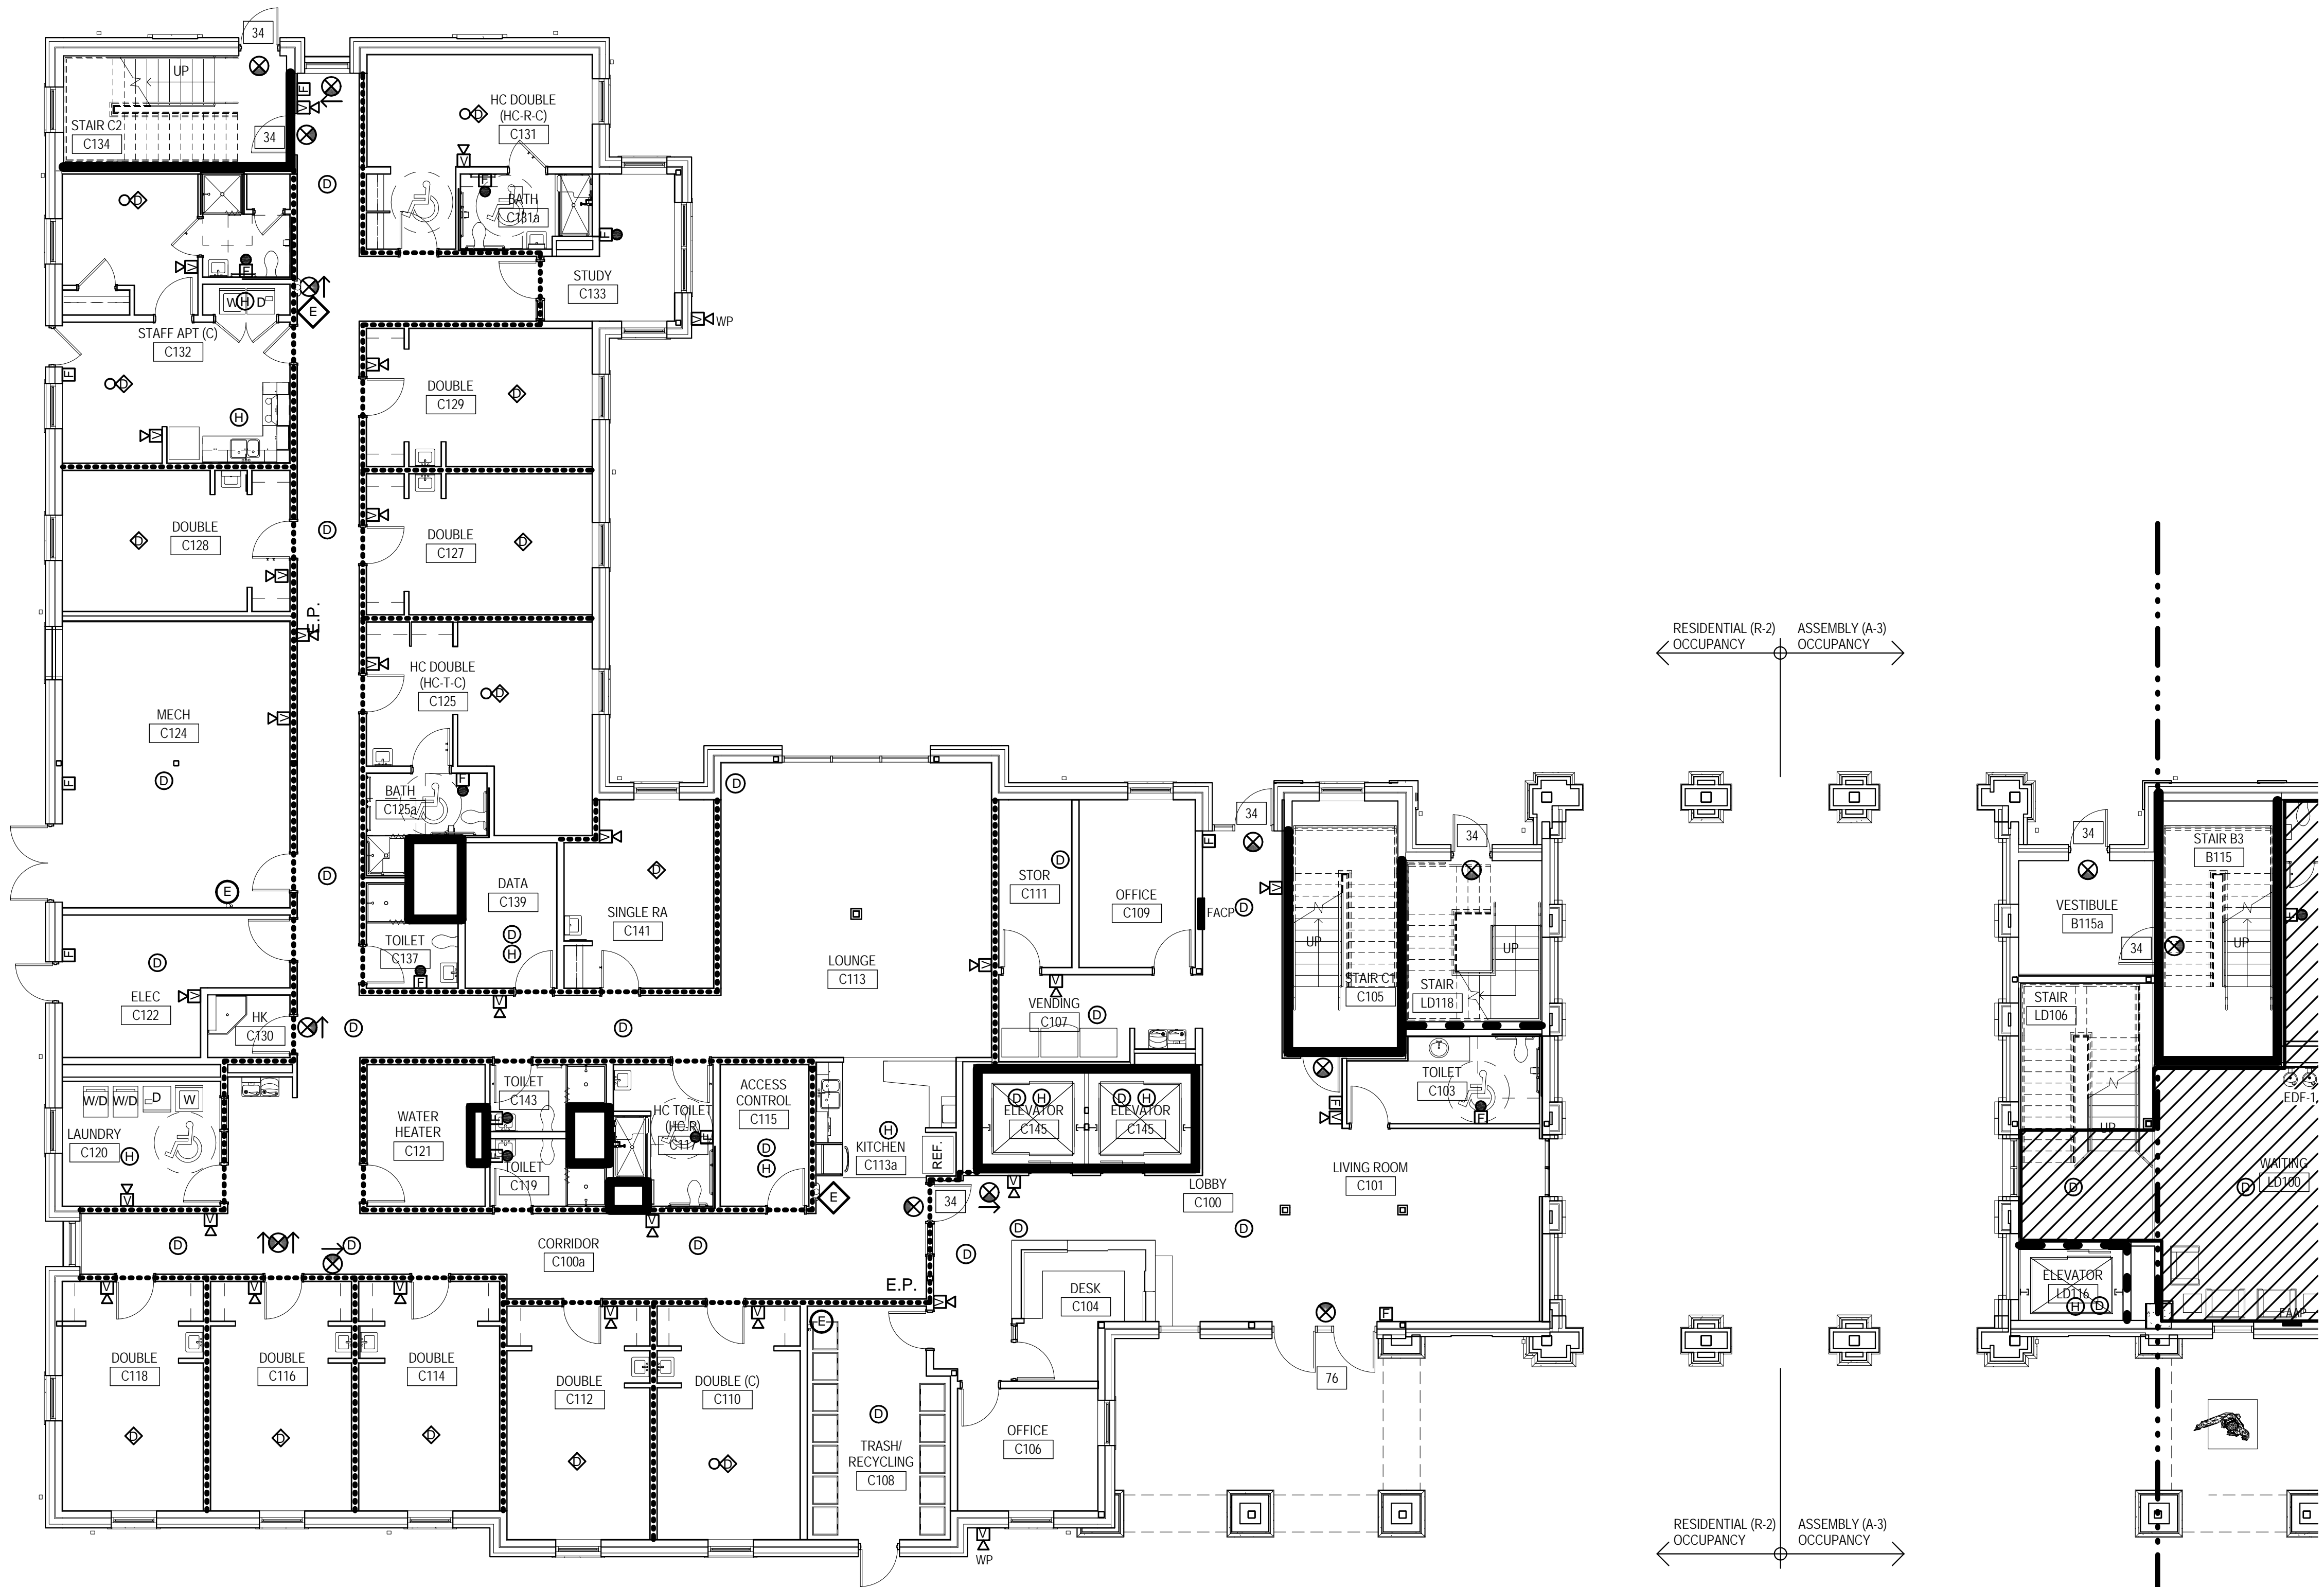 34
UP
STAIR C2
C134
34
F
V
D
HC DOUBLE
(HC-R-C)
C131
D
V
F
BATH
C131a
F
STUDY
C133
V
WP
D
V
F
W
H
D
E
STAFF APT (C)
C132
F
D
H
V
DOUBLE
C129
V
D
DOUBLE
C128
D
V
D
DOUBLE
C127
V
D
E.P.
V
RESIDENTIAL (R-2)
OCCUPANCY
ASSEMBLY (A-3)
OCCUPANCY
MECH
C124
V
D
F
E
D
HC DOUBLE
(HC-T-C)
C125
V
D
BATH
C125a
F
TOILET
C137
F
DATA
C139
D
H
V
SINGLE RA
C141
D
V
D
LOUNGE
C113
V
STOR
C111
D
OFFICE
C109
F
FACP
D
34
V
STAIR C1
C105
UP
34
STAIR
LD118
UP
34
VESTIBULE
B115a
34
STAIR B3
B115
UP
F
STAIR
LD106
UP
F
D
ELEC
C122
V
HK
C130
D
D
VENDING
C107
V
D
W/D
W/D
D
W
LAUNDRY
C120
H
V
V
WATER
HEATER
C121
TOILET
C143
F
F
TOILET
C119
HC TOILET
(HC-R)
C117
F
V
ACCESS
CONTROL
C115
D
H
E
H
KITCHEN
C113a
REF.
D
H
ELEVATOR
C145
D
H
ELEVATOR
C145
V
TOILET
C103
F
V
LIVING ROOM
C101
LOBBY
C100
D
D
D
34
EDF-1,
WAITING
LD100
D
D
D
D
CORRIDOR
C100a
D
E.P.
V
DESK
C104
F
ELEVATOR
LD116
H
D
FAAP
V
DOUBLE
C118
D
V
DOUBLE
C116
D
V
DOUBLE
C114
D
V
DOUBLE
C112
D
V
DOUBLE (C)
C110
D
E
D
TRASH/
RECYCLING
C108
OFFICE
C106
76
V
WP
RESIDENTIAL (R-2)
OCCUPANCY
ASSEMBLY (A-3)
OCCUPANCY